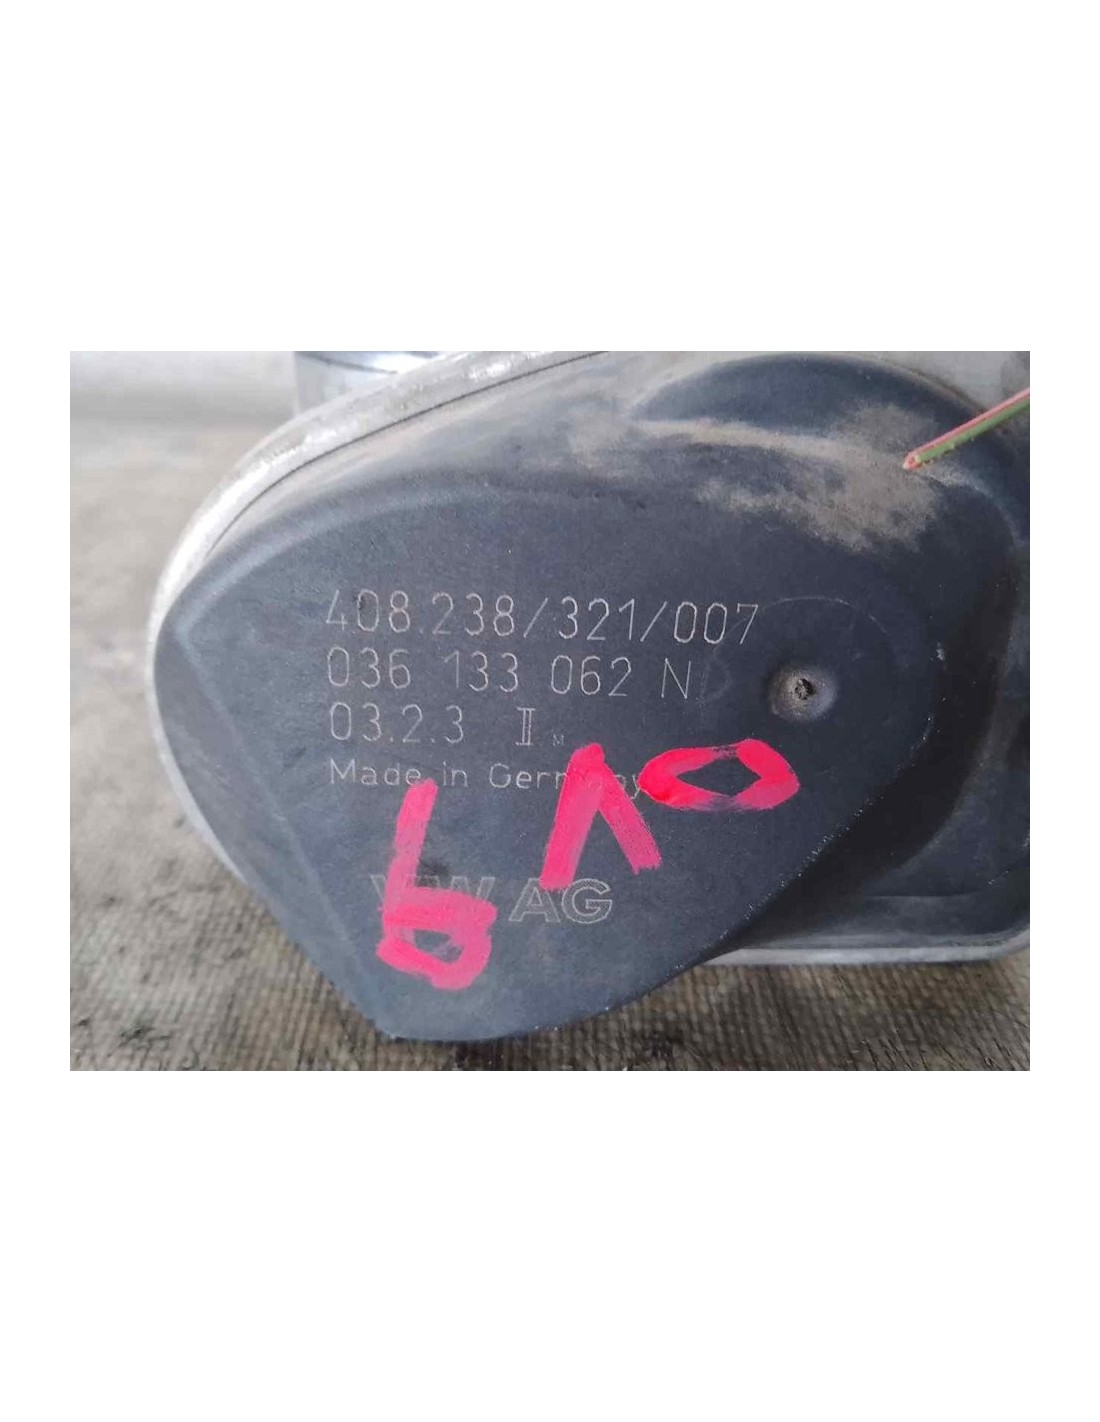 408.238/321/007
036 133 062 N
03.2.3 II M
Made in Germany
VW AG